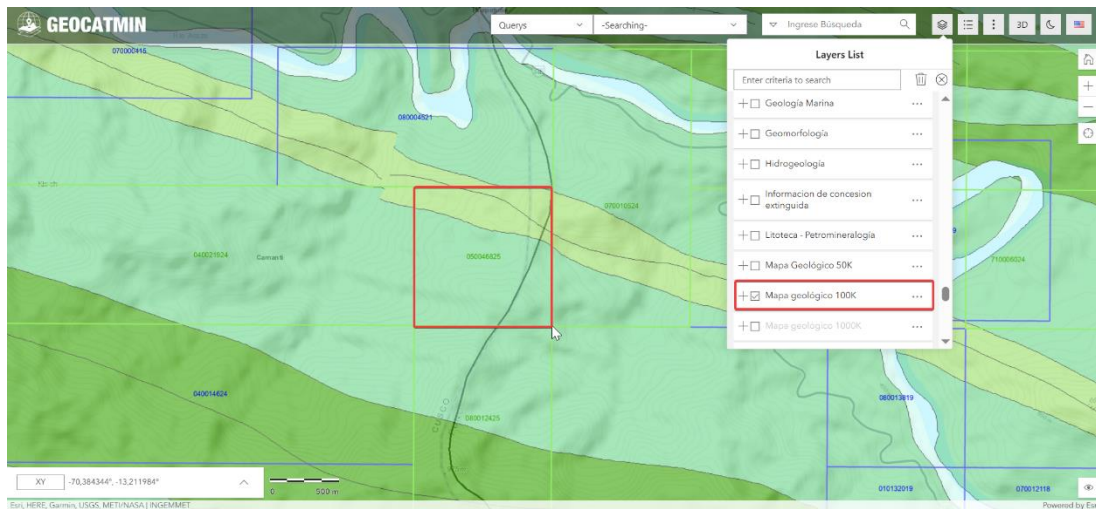 GEOCATMIN
Querys
-Searching-
Ingrese Búsqueda
3D
Layers List
Enter criteria to search
Geología Marina
Geomorfología
Hidrogeología
Informacion de concesion
extinguida
Litoteca - Petromineralogía
Mapa Geológico 50K
Mapa geológico 100K
Mapa geológico 1000K
070000415
080004521
970010524
040021924
Camanti
050046825
710006024
040014624
CUSCO
080012425
080013819
010132019
070012118
XY
-70,384344°, -13,211984°
0
500 m
Esri, HERE, Garmin, USGS, METI/NASA | INGEMMET
Powered by Esri